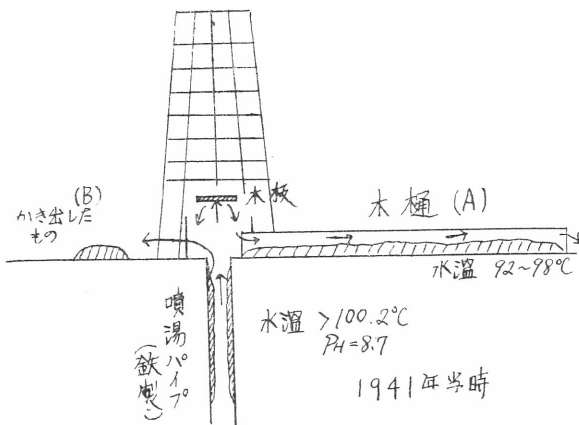 木板
木樋(A)
(B)
かき出した
もの
水温 92~98℃
噴湯パイプ
(鉄製)
水温 >100.2℃
PH=8.7
1941年当時